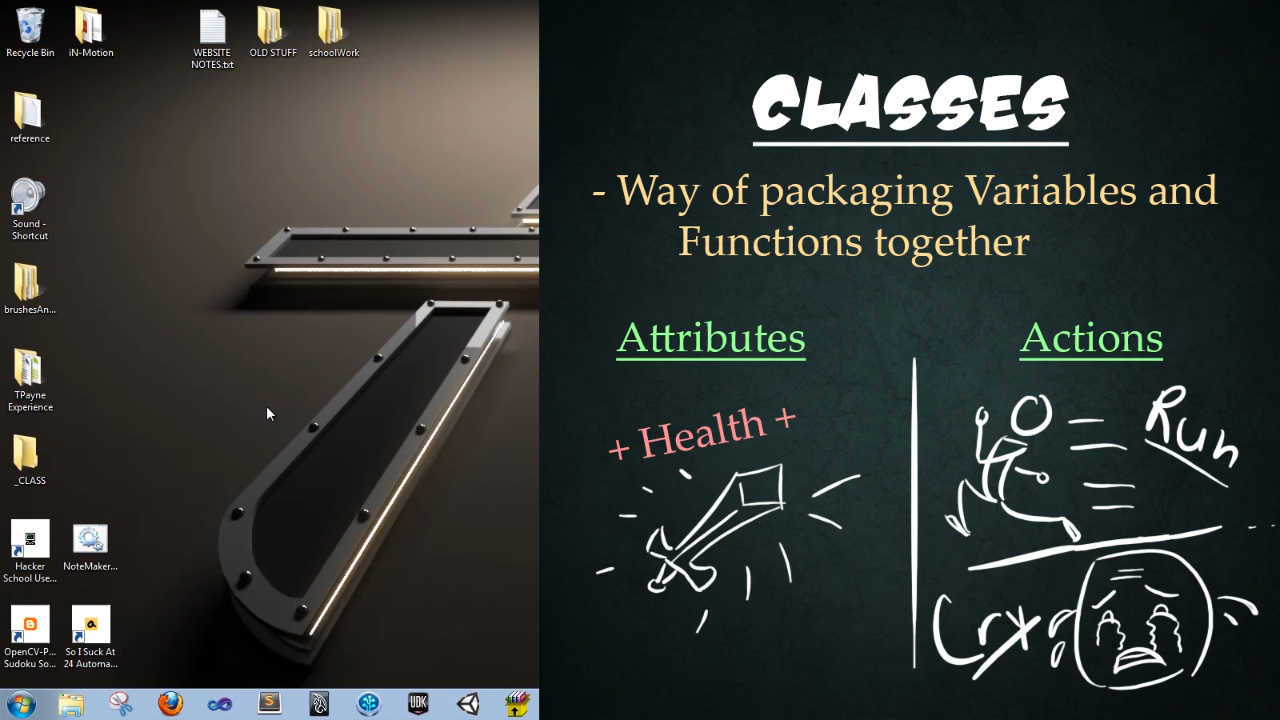 Recycle Bin
iN-Motion
WEBSITE
NOTES.txt
OLD STUFF
schoolWork
reference
Sound -
Shortcut
brushesAn...
TPayne
Experience
_CLASS
Hacker
School Use...
NoteMaker...
OpenCV-P...
Sudoku So...
So I Suck At
24 Automa...
UDK
CLASSES
- Way of packaging Variables and
Functions together
Attributes
+ Health +
Actions
Run
Cry